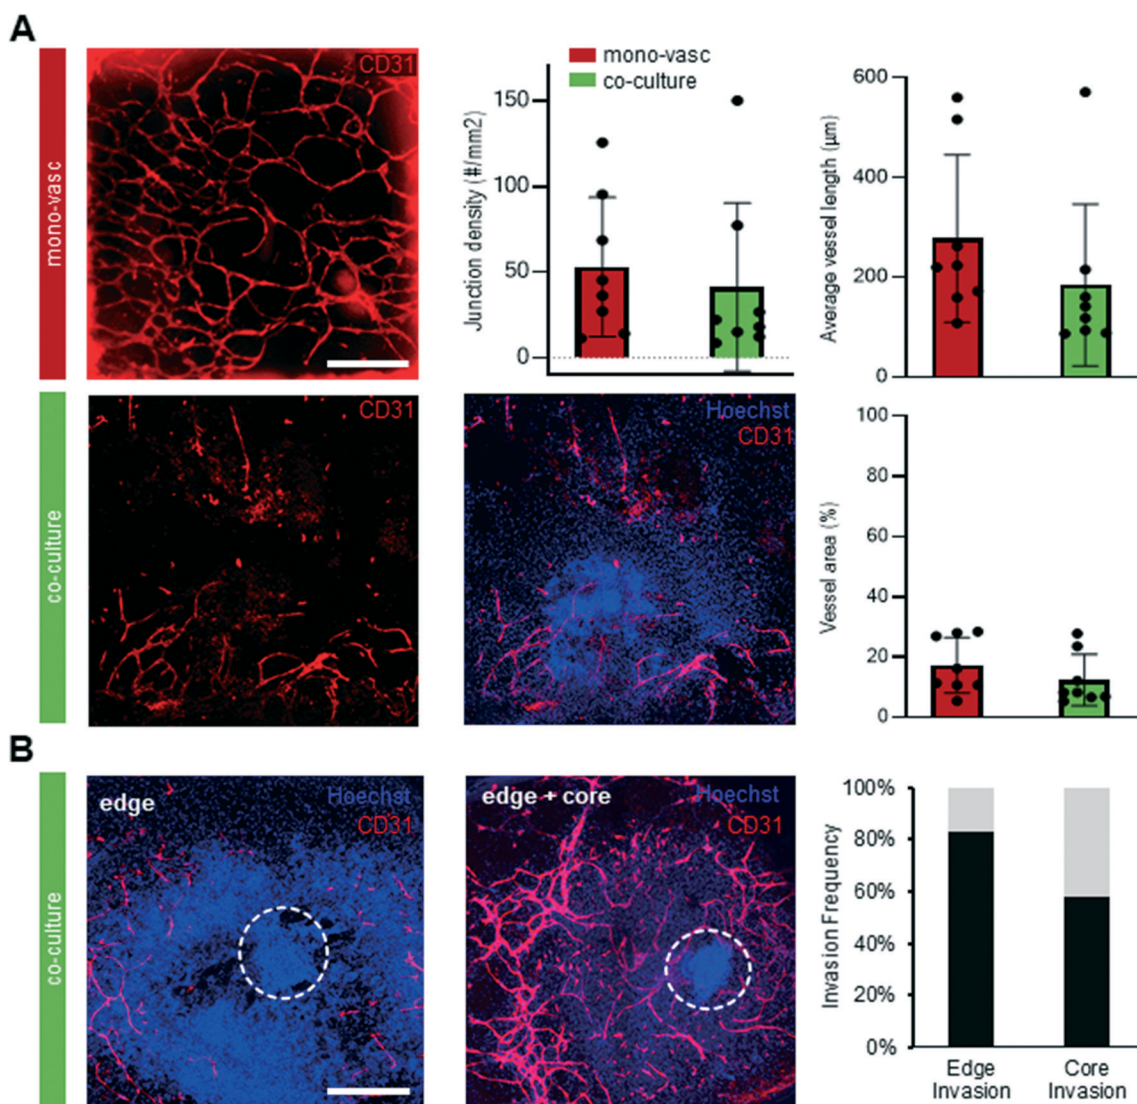 A
mono-vasc
CD31
mono-vasc
co-culture
Junction density (#/mm2)
150
100
50
0
Average vessel length (µm)
600
400
200
0
co-culture
CD31
Hoechst
CD31
Vessel area (%)
100
80
60
40
20
0
B
co-culture
edge
Hoechst
CD31
edge + core
Hoechst
CD31
Invasion Frequency
100%
80%
60%
40%
20%
0%
Edge
Invasion
Core
Invasion